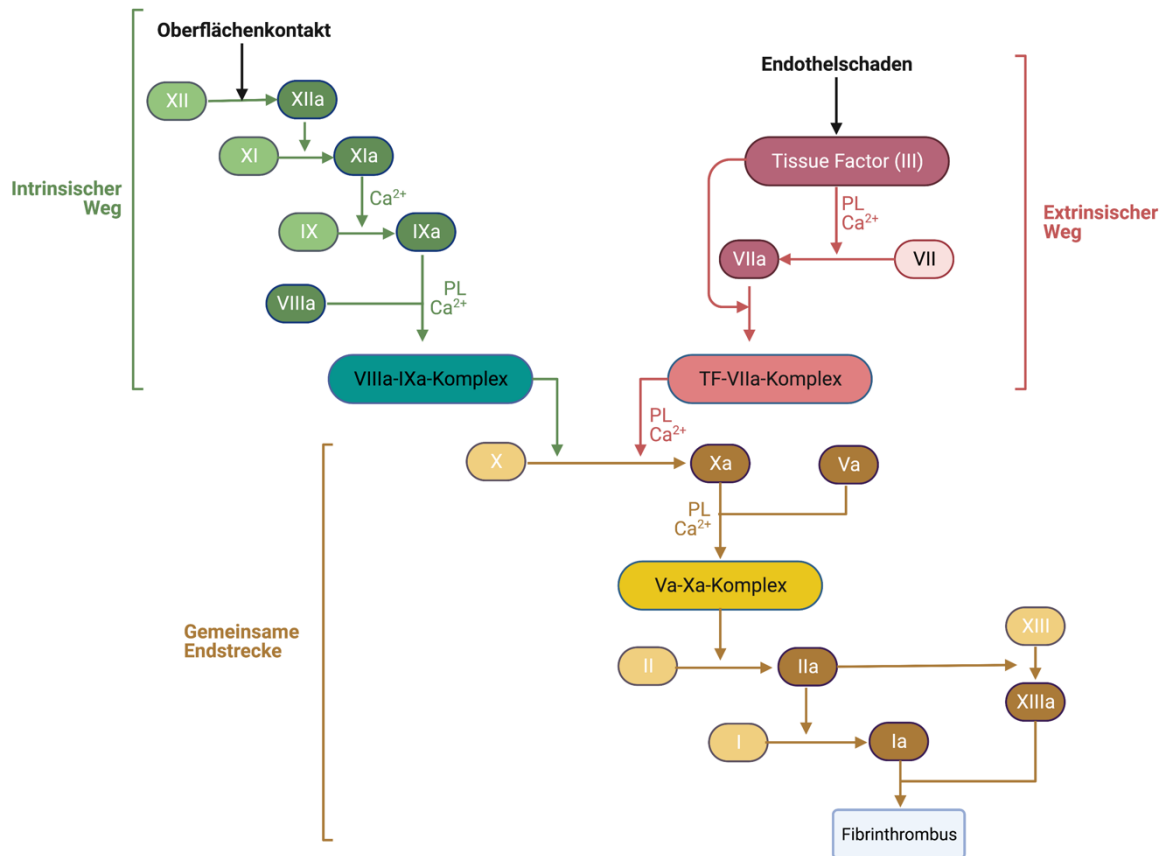 Oberflächenkontakt
Endothelschaden
XII
XIIa
XI
XIa
Tissue Factor (III)
Intrinsischer
Weg
Ca²⁺
PL
Ca²⁺
Extrinsischer
Weg
IX
IXa
VIIa
VII
VIIIa
PL
Ca²⁺
VIIIa-IXa-Komplex
TF-VIIa-Komplex
PL
Ca²⁺
X
Xa
Va
PL
Ca²⁺
Va-Xa-Komplex
Gemeinsame
Endstrecke
XIII
II
IIa
XIIIa
I
Ia
Fibrinthrombus